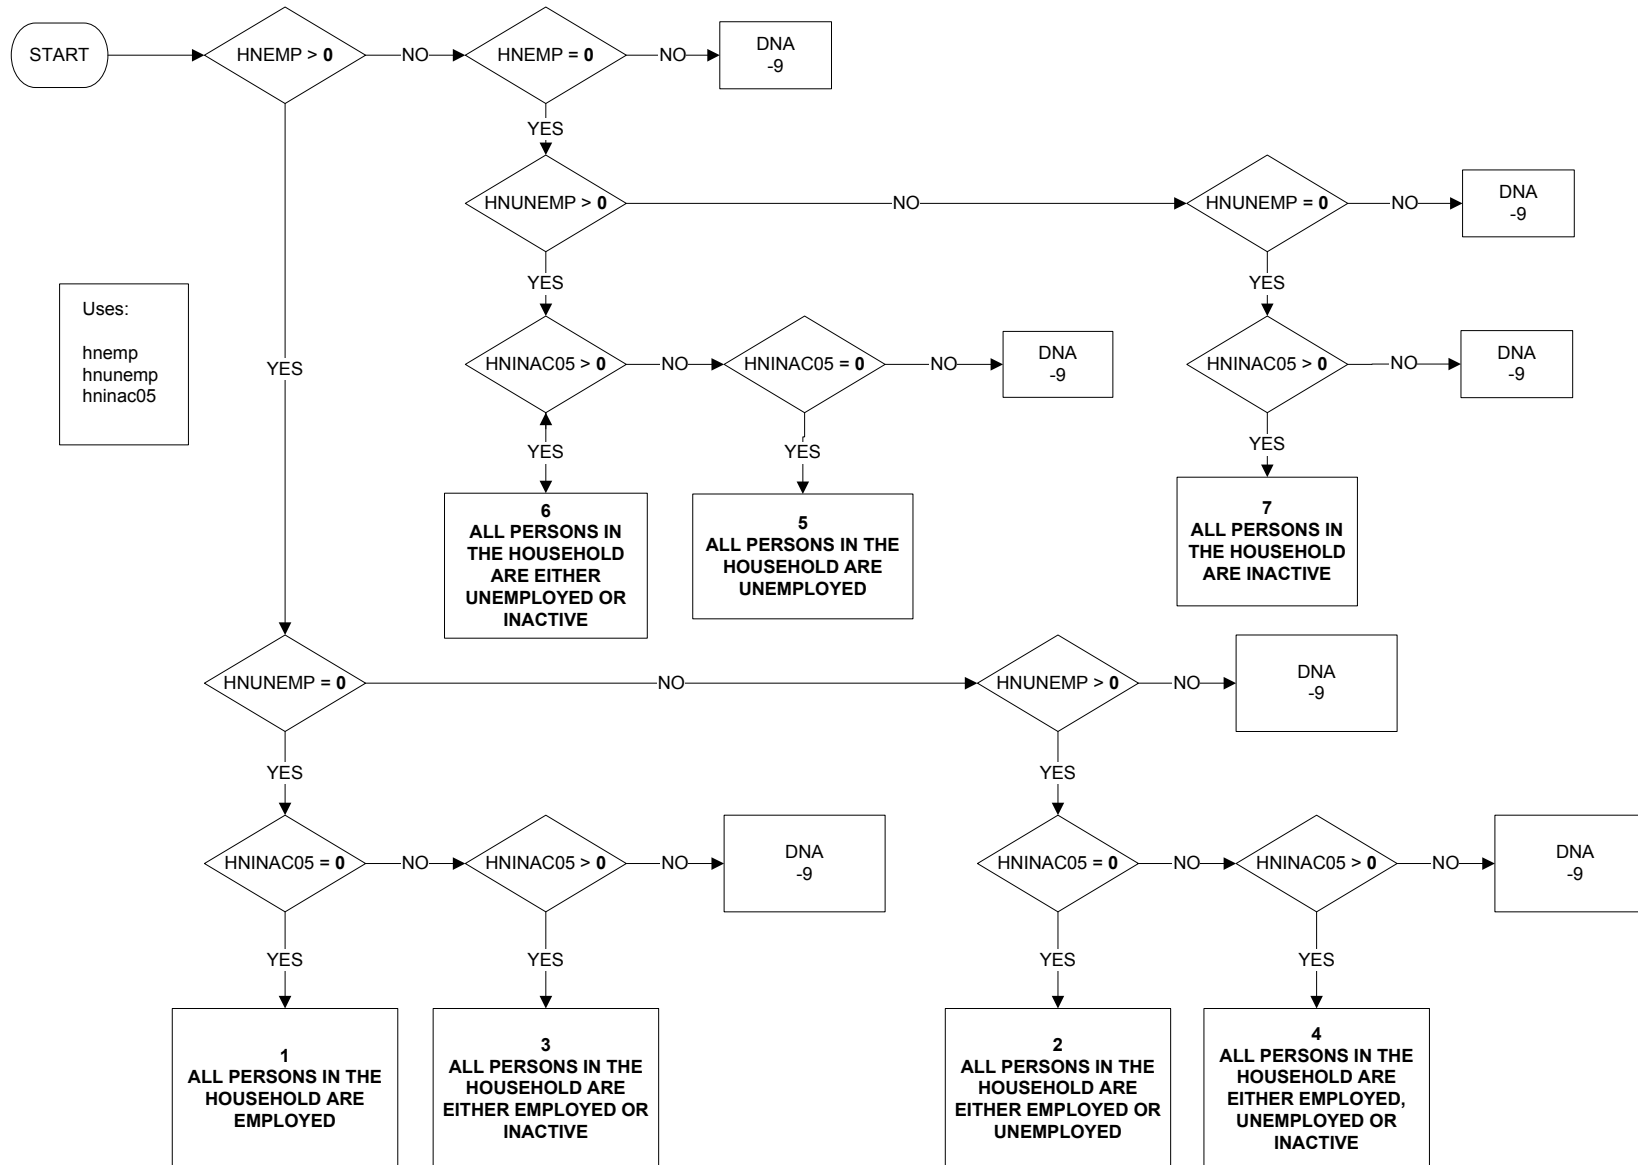 START
HNEMP > 0
NO
HNEMP = 0
NO
DNA
-9
YES
HNUNEMP > 0
NO
HNUNEMP = 0
NO
DNA
-9
YES
YES
Uses:
hnemp
hnunemp
hninac05
YES
HNINAC05 > 0
NO
HNINAC05 = 0
NO
DNA
-9
HNINAC05 > 0
NO
DNA
-9
YES
YES
YES
6
ALL PERSONS IN
THE HOUSEHOLD
ARE EITHER
UNEMPLOYED OR
INACTIVE
5
ALL PERSONS IN THE
HOUSEHOLD ARE
UNEMPLOYED
7
ALL PERSONS IN
THE HOUSEHOLD
ARE INACTIVE
HNUNEMP = 0
NO
HNUNEMP > 0
NO
DNA
-9
YES
YES
HNINAC05 = 0
NO
HNINAC05 > 0
NO
DNA
-9
HNINAC05 = 0
NO
HNINAC05 > 0
NO
DNA
-9
YES
YES
YES
YES
1
ALL PERSONS IN THE
HOUSEHOLD ARE
EMPLOYED
3
ALL PERSONS IN THE
HOUSEHOLD ARE
EITHER EMPLOYED OR
INACTIVE
2
ALL PERSONS IN THE
HOUSEHOLD ARE
EITHER EMPLOYED OR
UNEMPLOYED
4
ALL PERSONS IN THE
HOUSEHOLD ARE
EITHER EMPLOYED,
UNEMPLOYED OR
INACTIVE